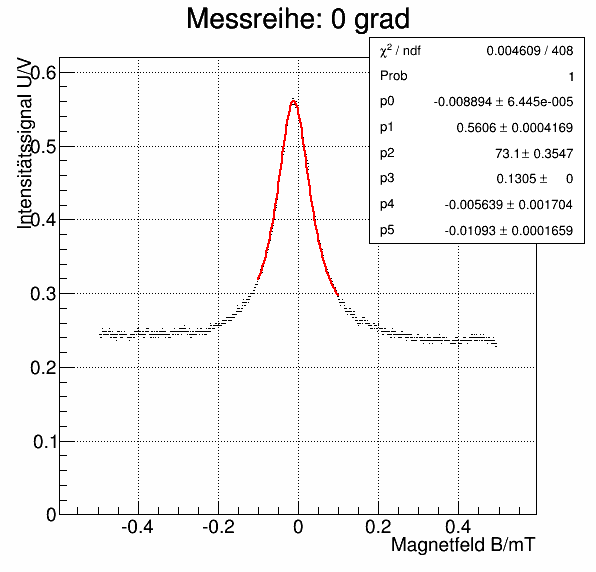 Messreihe: 0 grad
χ² / ndf 0.004609 / 408
Prob 1
p0 -0.008894 ± 6.445e-005
p1 0.5606 ± 0.0004169
p2 73.1 ± 0.3547
p3 0.1305 ± 0
p4 -0.005639 ± 0.001704
p5 -0.01093 ± 0.0001659
Intensitätssignal U/V
0.6
0.5
0.4
0.3
0.2
0.1
0
-0.4 -0.2 0 0.2 0.4
Magnetfeld B/mT